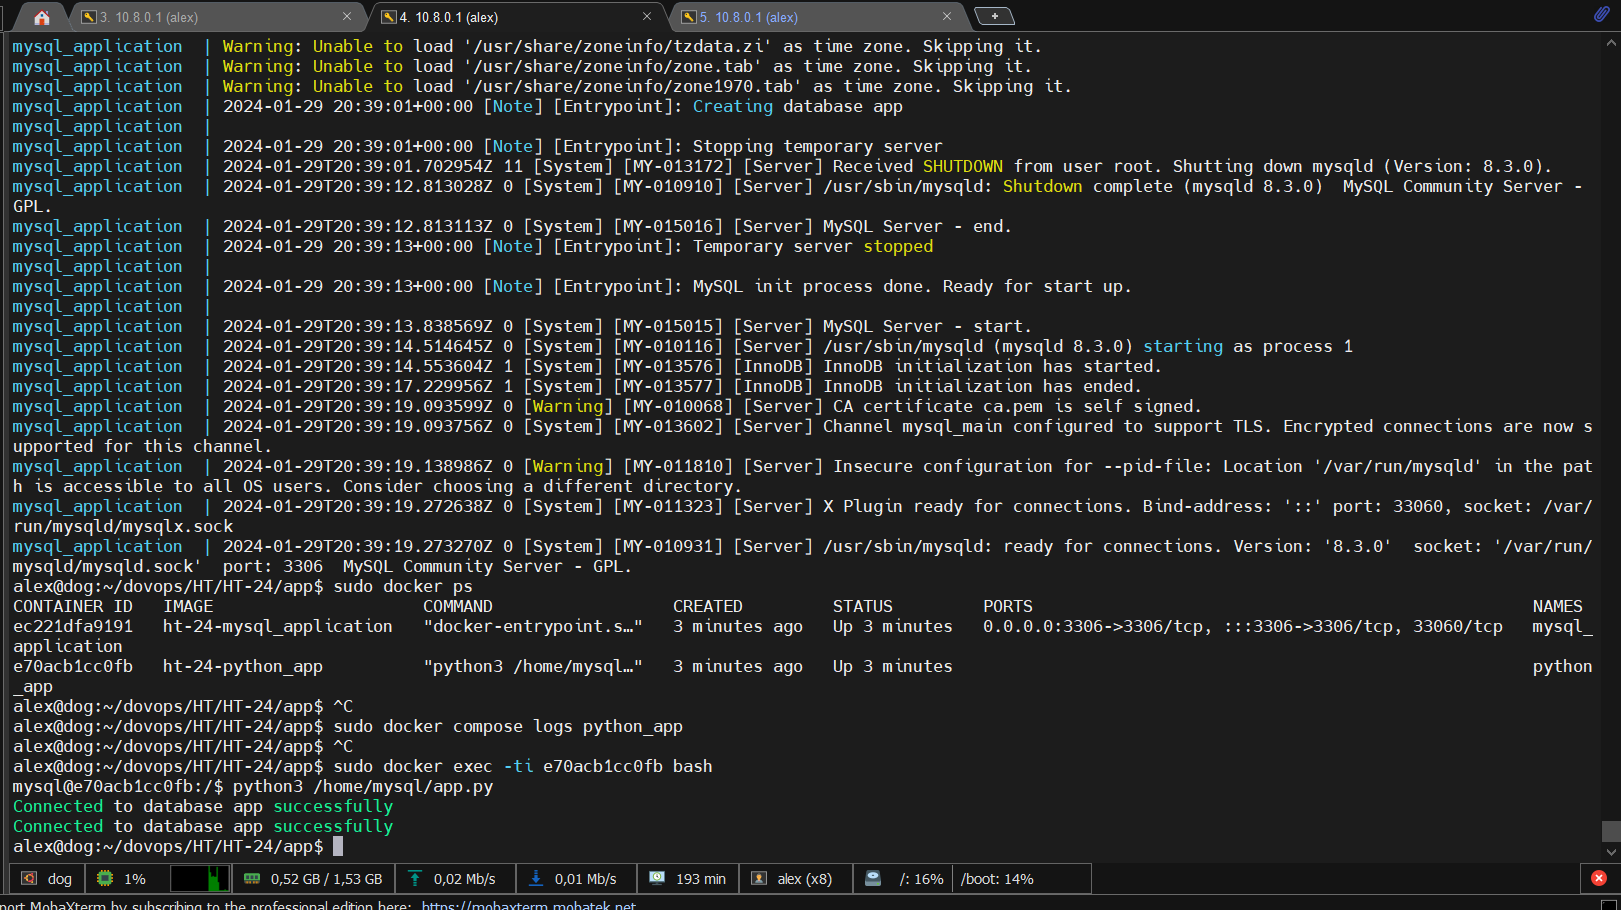 3. 10.8.0.1 (alex)
4. 10.8.0.1 (alex)
5. 10.8.0.1 (alex)
mysql_application  | Warning: Unable to load '/usr/share/zoneinfo/tzdata.zi' as time zone. Skipping it.
mysql_application  | Warning: Unable to load '/usr/share/zoneinfo/zone.tab' as time zone. Skipping it.
mysql_application  | Warning: Unable to load '/usr/share/zoneinfo/zone1970.tab' as time zone. Skipping it.
mysql_application  | 2024-01-29 20:39:01+00:00 [Note] [Entrypoint]: Creating database app
mysql_application  |
mysql_application  | 2024-01-29 20:39:01+00:00 [Note] [Entrypoint]: Stopping temporary server
mysql_application  | 2024-01-29T20:39:01.702954Z 11 [System] [MY-013172] [Server] Received SHUTDOWN from user root. Shutting down mysqld (Version: 8.3.0).
mysql_application  | 2024-01-29T20:39:12.813028Z 0 [System] [MY-010910] [Server] /usr/sbin/mysqld: Shutdown complete (mysqld 8.3.0)  MySQL Community Server -
GPL.
mysql_application  | 2024-01-29T20:39:12.813113Z 0 [System] [MY-015016] [Server] MySQL Server - end.
mysql_application  | 2024-01-29 20:39:13+00:00 [Note] [Entrypoint]: Temporary server stopped
mysql_application  |
mysql_application  | 2024-01-29 20:39:13+00:00 [Note] [Entrypoint]: MySQL init process done. Ready for start up.
mysql_application  |
mysql_application  | 2024-01-29T20:39:13.838569Z 0 [System] [MY-015015] [Server] MySQL Server - start.
mysql_application  | 2024-01-29T20:39:14.514645Z 0 [System] [MY-010116] [Server] /usr/sbin/mysqld (mysqld 8.3.0) starting as process 1
mysql_application  | 2024-01-29T20:39:14.553604Z 1 [System] [MY-013576] [InnoDB] InnoDB initialization has started.
mysql_application  | 2024-01-29T20:39:17.229956Z 1 [System] [MY-013577] [InnoDB] InnoDB initialization has ended.
mysql_application  | 2024-01-29T20:39:19.093599Z 0 [Warning] [MY-010068] [Server] CA certificate ca.pem is self signed.
mysql_application  | 2024-01-29T20:39:19.093756Z 0 [System] [MY-013602] [Server] Channel mysql_main configured to support TLS. Encrypted connections are now s
upported for this channel.
mysql_application  | 2024-01-29T20:39:19.138986Z 0 [Warning] [MY-011810] [Server] Insecure configuration for --pid-file: Location '/var/run/mysqld' in the pat
h is accessible to all OS users. Consider choosing a different directory.
mysql_application  | 2024-01-29T20:39:19.272638Z 0 [System] [MY-011323] [Server] X Plugin ready for connections. Bind-address: '::' port: 33060, socket: /var/
run/mysqld/mysqlx.sock
mysql_application  | 2024-01-29T20:39:19.273270Z 0 [System] [MY-010931] [Server] /usr/sbin/mysqld: ready for connections. Version: '8.3.0'  socket: '/var/run/
mysqld/mysqld.sock'  port: 3306  MySQL Community Server - GPL.
alex@dog:~/dovops/HT/HT-24/app$ sudo docker ps
CONTAINER ID   IMAGE                     COMMAND                  CREATED         STATUS         PORTS                                                  NAMES
ec221dfa9191   ht-24-mysql_application   "docker-entrypoint.s…"   3 minutes ago   Up 3 minutes   0.0.0.0:3306->3306/tcp, :::3306->3306/tcp, 33060/tcp   mysql_
application
e70acb1cc0fb   ht-24-python_app          "python3 /home/mysql…"   3 minutes ago   Up 3 minutes                                                          python
_app
alex@dog:~/dovops/HT/HT-24/app$ ^C
alex@dog:~/dovops/HT/HT-24/app$ sudo docker compose logs python_app
alex@dog:~/dovops/HT/HT-24/app$ ^C
alex@dog:~/dovops/HT/HT-24/app$ sudo docker exec -ti e70acb1cc0fb bash
mysql@e70acb1cc0fb:/$ python3 /home/mysql/app.py
Connected to database app successfully
Connected to database app successfully
alex@dog:~/dovops/HT/HT-24/app$
dog 1% 0,52 GB / 1,53 GB 0,02 Mb/s 0,01 Mb/s 193 min alex (x8) /: 16% /boot: 14%
port MobaXterm by subscribing to the professional edition here: https://mobaxterm.mobatek.net